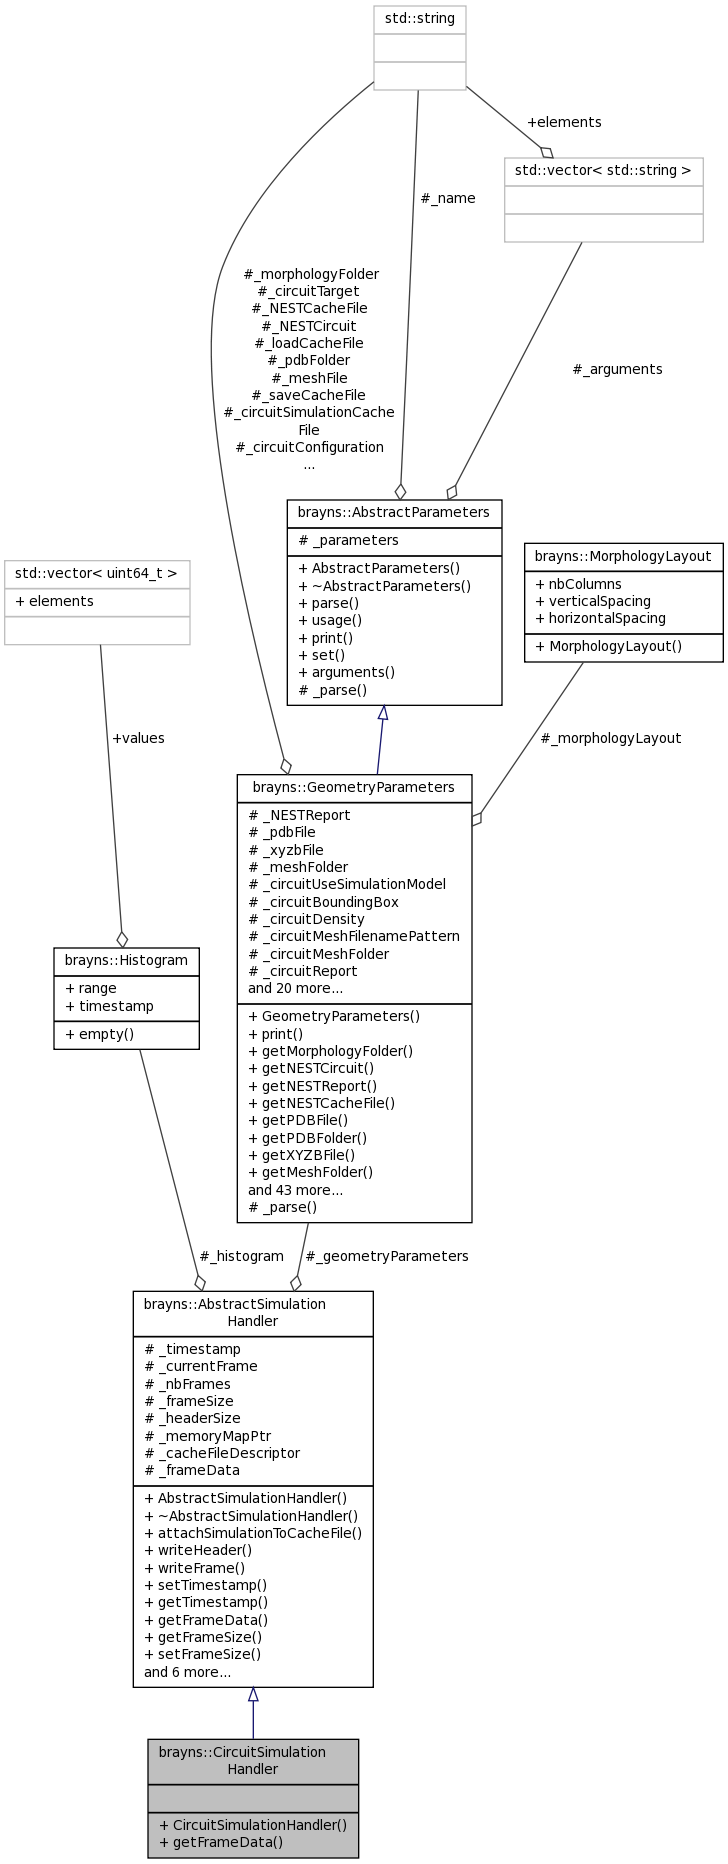 std::string
+elements
std::vector< std::string >
#_name
#_morphologyFolder
#_circuitTarget
#_NESTCacheFile
#_NESTCircuit
#_loadCacheFile
#_pdbFolder
#_meshFile
#_saveCacheFile
#_circuitSimulationCache
File
#_circuitConfiguration
...
#_arguments
brayns::AbstractParameters
# _parameters
+ AbstractParameters()
+ ~AbstractParameters()
+ parse()
+ usage()
+ print()
+ set()
+ arguments()
# _parse()
brayns::MorphologyLayout
+ nbColumns
+ verticalSpacing
+ horizontalSpacing
+ MorphologyLayout()
std::vector< uint64_t >
+ elements
+values
#_morphologyLayout
brayns::GeometryParameters
# _NESTReport
# _pdbFile
# _xyzbFile
# _meshFolder
# _circuitUseSimulationModel
# _circuitBoundingBox
# _circuitDensity
# _circuitMeshFilenamePattern
# _circuitMeshFolder
# _circuitReport
and 20 more...
+ GeometryParameters()
+ print()
+ getMorphologyFolder()
+ getNESTCircuit()
+ getNESTReport()
+ getNESTCacheFile()
+ getPDBFile()
+ getPDBFolder()
+ getXYZBFile()
+ getMeshFolder()
and 43 more...
# _parse()
brayns::Histogram
+ range
+ timestamp
+ empty()
#_histogram
#_geometryParameters
brayns::AbstractSimulation
Handler
# _timestamp
# _currentFrame
# _nbFrames
# _frameSize
# _headerSize
# _memoryMapPtr
# _cacheFileDescriptor
# _frameData
+ AbstractSimulationHandler()
+ ~AbstractSimulationHandler()
+ attachSimulationToCacheFile()
+ writeHeader()
+ writeFrame()
+ setTimestamp()
+ getTimestamp()
+ getFrameData()
+ getFrameSize()
+ setFrameSize()
and 6 more...
brayns::CircuitSimulation
Handler
+ CircuitSimulationHandler()
+ getFrameData()